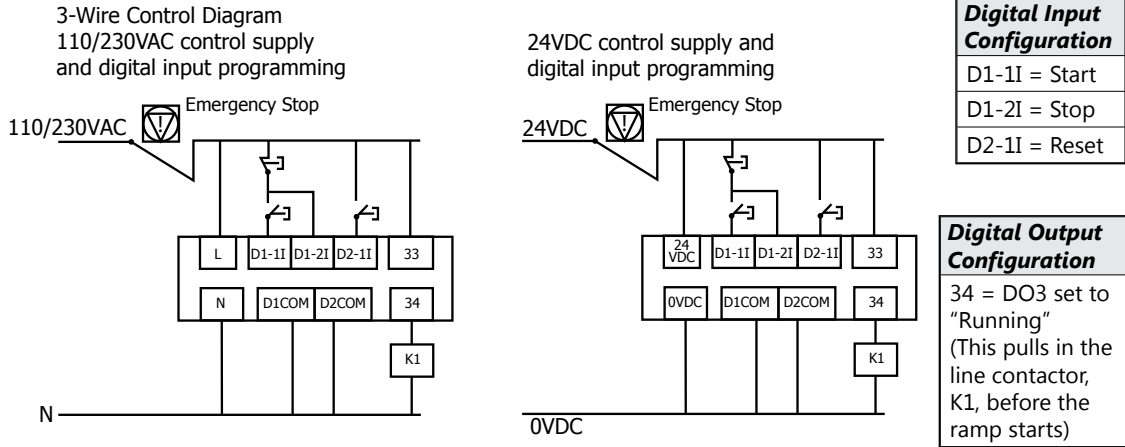 3-Wire Control Diagram
110/230VAC control supply
and digital input programming
110/230VAC
Emergency Stop
L
D1-1I
D1-2I
D2-1I
33
N
D1COM
D2COM
34
K1
N
24VDC control supply and
digital input programming
24VDC
Emergency Stop
24
VDC
D1-1I
D1-2I
D2-1I
33
0VDC
D1COM
D2COM
34
K1
0VDC
Digital Input
Configuration
D1-1I = Start
D1-2I = Stop
D2-1I = Reset
Digital Output
Configuration
34 = DO3 set to
“Running”
(This pulls in the
line contactor,
K1, before the
ramp starts)